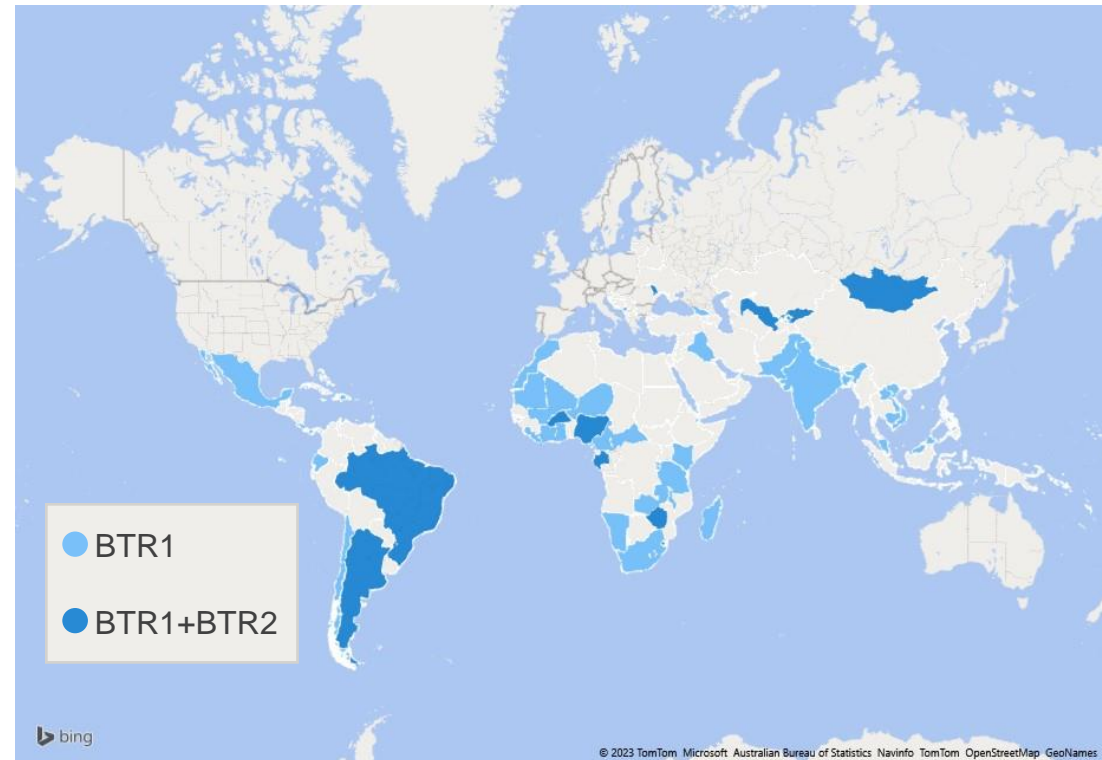 BTR1
BTR1+BTR2
bing
© 2023 TomTom Microsoft Australian Bureau of Statistics Navinfo TomTom OpenStreetMap GeoNames